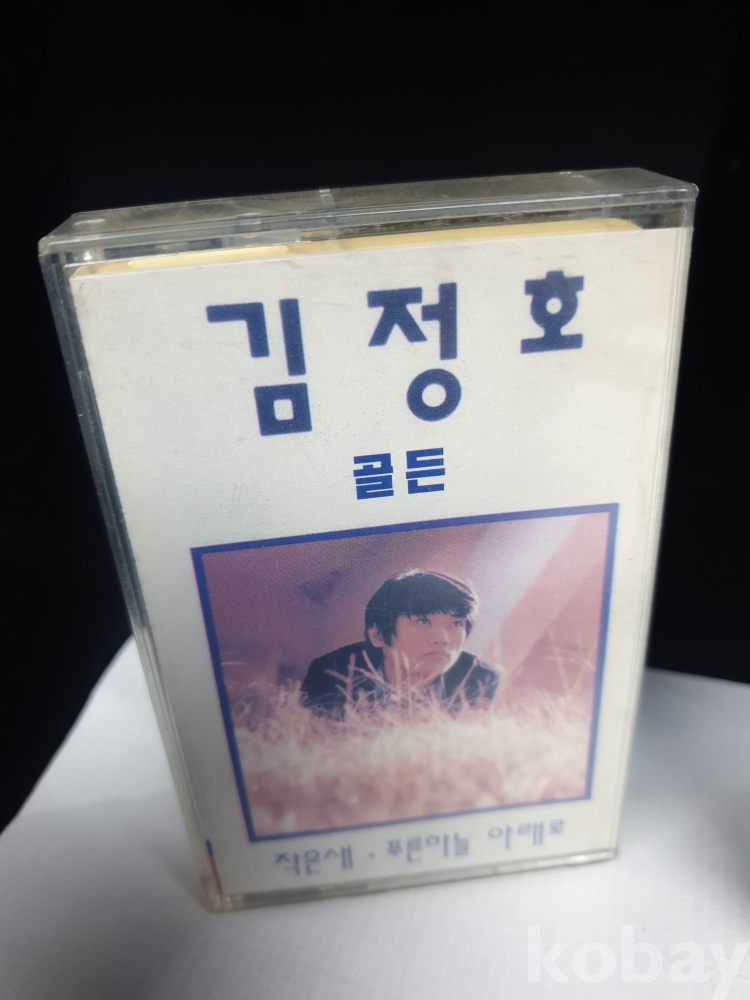 김정호
골든
작은새 · 푸른하늘 아래로
kobay